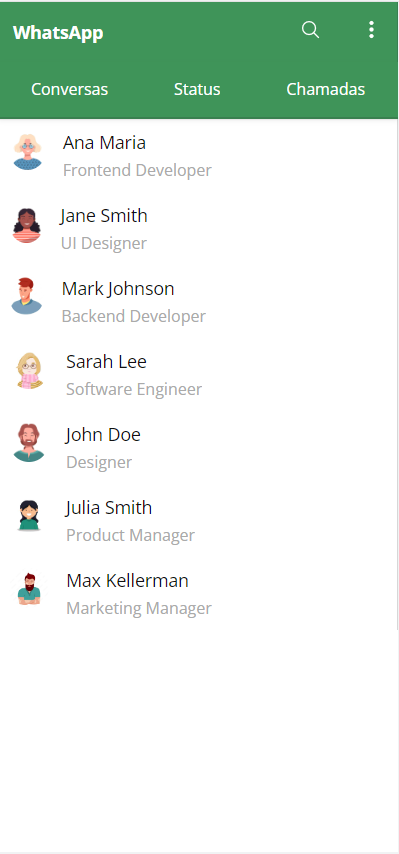 WhatsApp
Conversas Status Chamadas
Ana Maria
Frontend Developer
Jane Smith
UI Designer
Mark Johnson
Backend Developer
Sarah Lee
Software Engineer
John Doe
Designer
Julia Smith
Product Manager
Max Kellerman
Marketing Manager